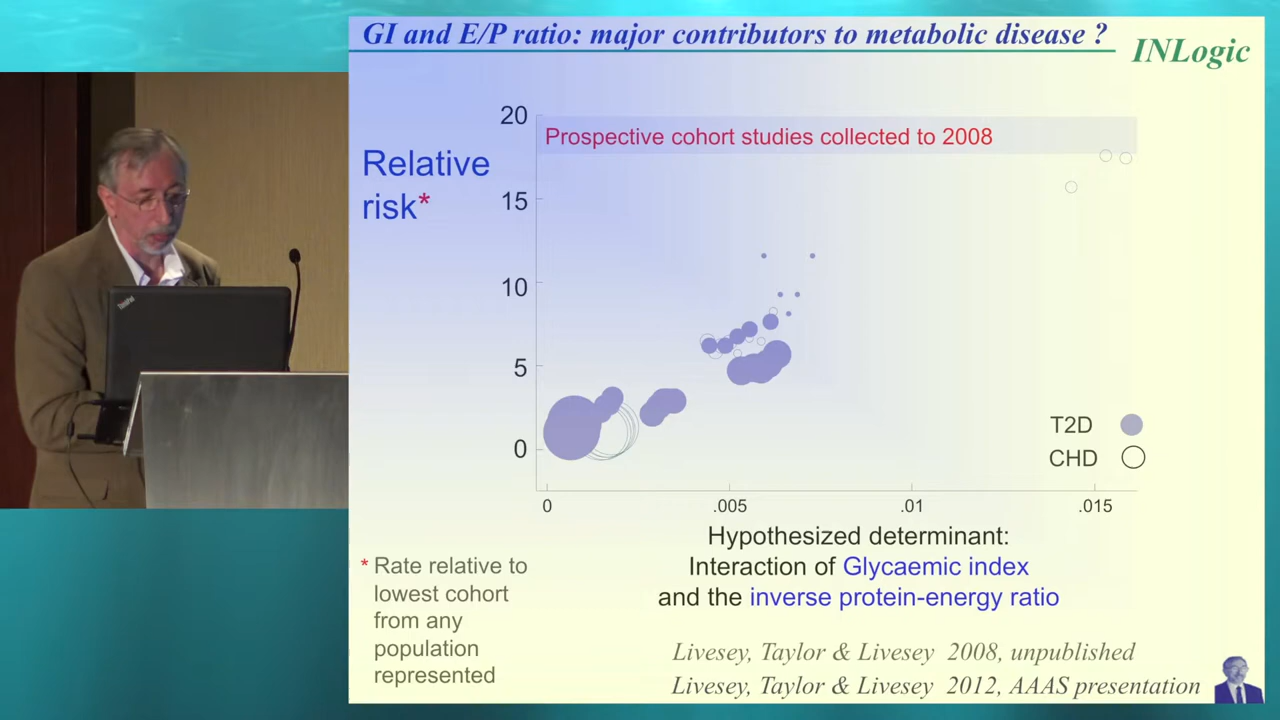 GI and E/P ratio: major contributors to metabolic disease ?
INLogic
20
Prospective cohort studies collected to 2008
Relative
risk*
15
10
5
0
T2D
CHD
0 .005 .01 .015
Hypothesized determinant:
Interaction of Glycaemic index
and the inverse protein-energy ratio
* Rate relative to
lowest cohort
from any
population
represented
Livesey, Taylor & Livesey 2008, unpublished
Livesey, Taylor & Livesey 2012, AAAS presentation
ThinkPad